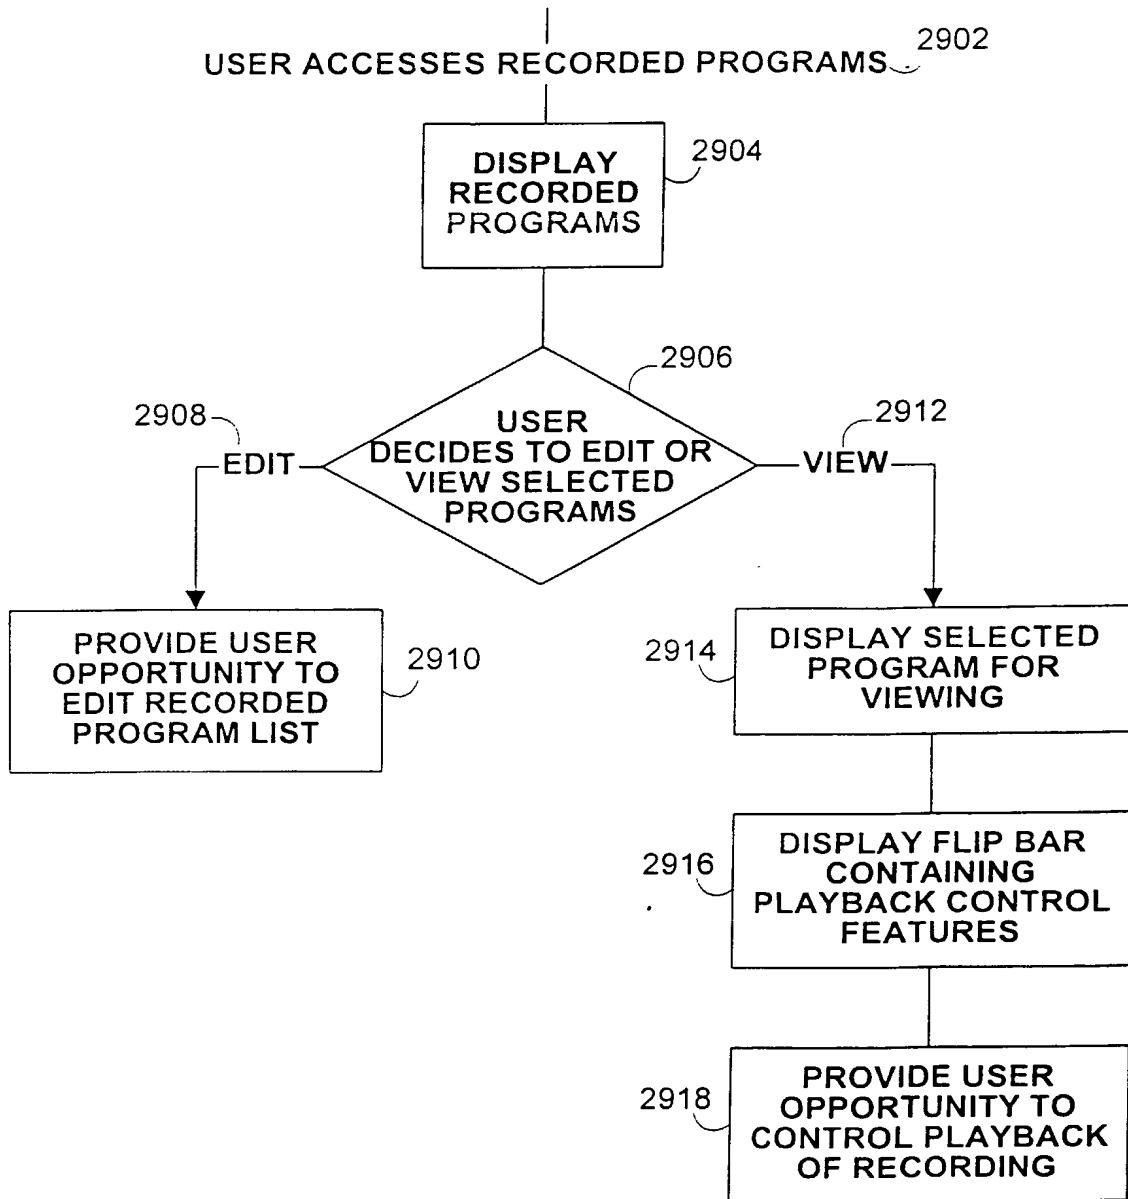 2902
USER ACCESSES RECORDED PROGRAMS
DISPLAY
RECORDED
PROGRAMS
2904
2906
USER
DECIDES TO EDIT OR
VIEW SELECTED
PROGRAMS
2908
EDIT
2912
VIEW
PROVIDE USER
OPPORTUNITY TO
EDIT RECORDED
PROGRAM LIST
2910
2914
DISPLAY SELECTED
PROGRAM FOR
VIEWING
2916
DISPLAY FLIP BAR
CONTAINING
PLAYBACK CONTROL
FEATURES
2918
PROVIDE USER
OPPORTUNITY TO
CONTROL PLAYBACK
OF RECORDING